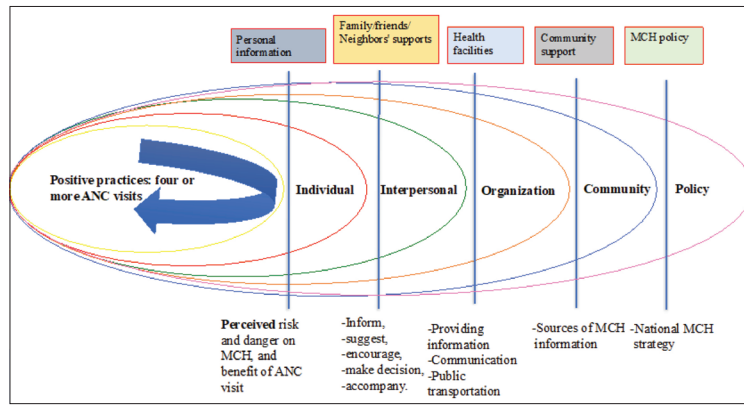 Personal
information
Family/friends/
Neighbors' supports
Health
facilities
Community
support
MCH policy
Positive practices: four or
more ANC visits
Individual
Interpersonal
Organization
Community
Policy
Perceived risk
and danger on
MCH, and
benefit of ANC
visit
-Inform,
-suggest,
-encourage,
-make decision,
-accompany.
-Providing
information
-Communication
-Public
transportation
-Sources of MCH
information
-National MCH
strategy